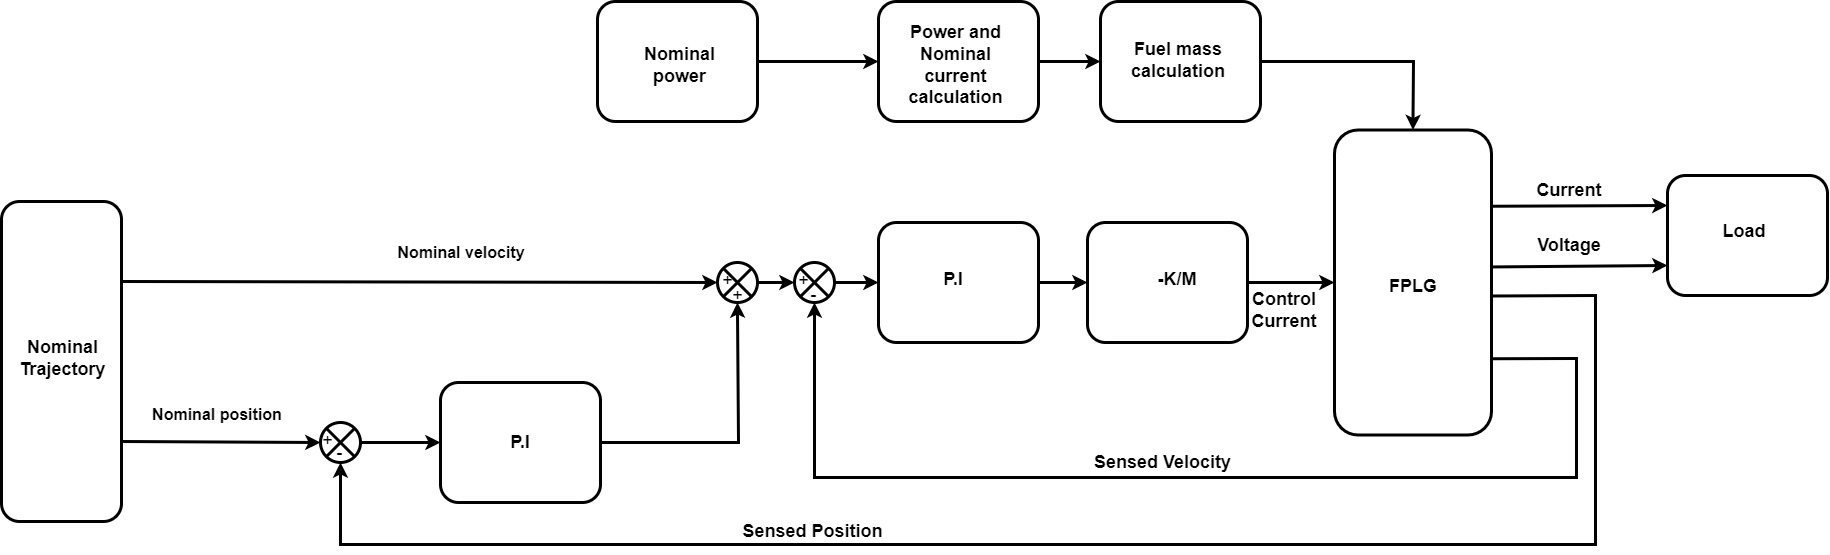 Nominal
power
Power and
Nominal
current
calculation
Fuel mass
calculation
Current
Voltage
Load
Nominal velocity
+
+
+
-
P.I
-K/M
Control
Current
FPLG
Nominal
Trajectory
Nominal position
+
-
P.I
Sensed Velocity
Sensed Position